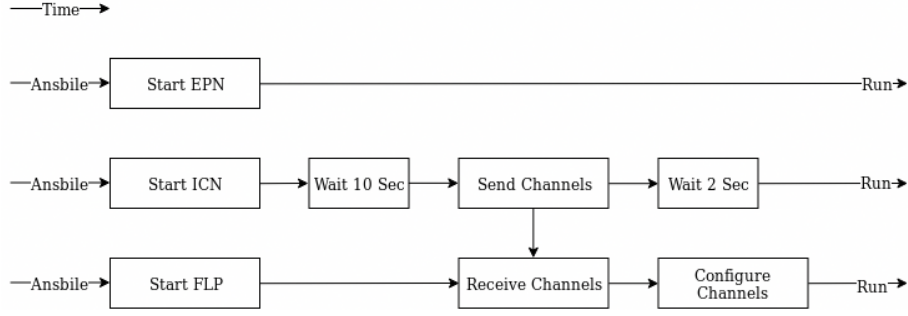 Time
Ansbile
Start EPN
Run
Ansbile
Start ICN
Wait 10 Sec
Send Channels
Wait 2 Sec
Run
Ansbile
Start FLP
Receive Channels
Configure
Channels
Run